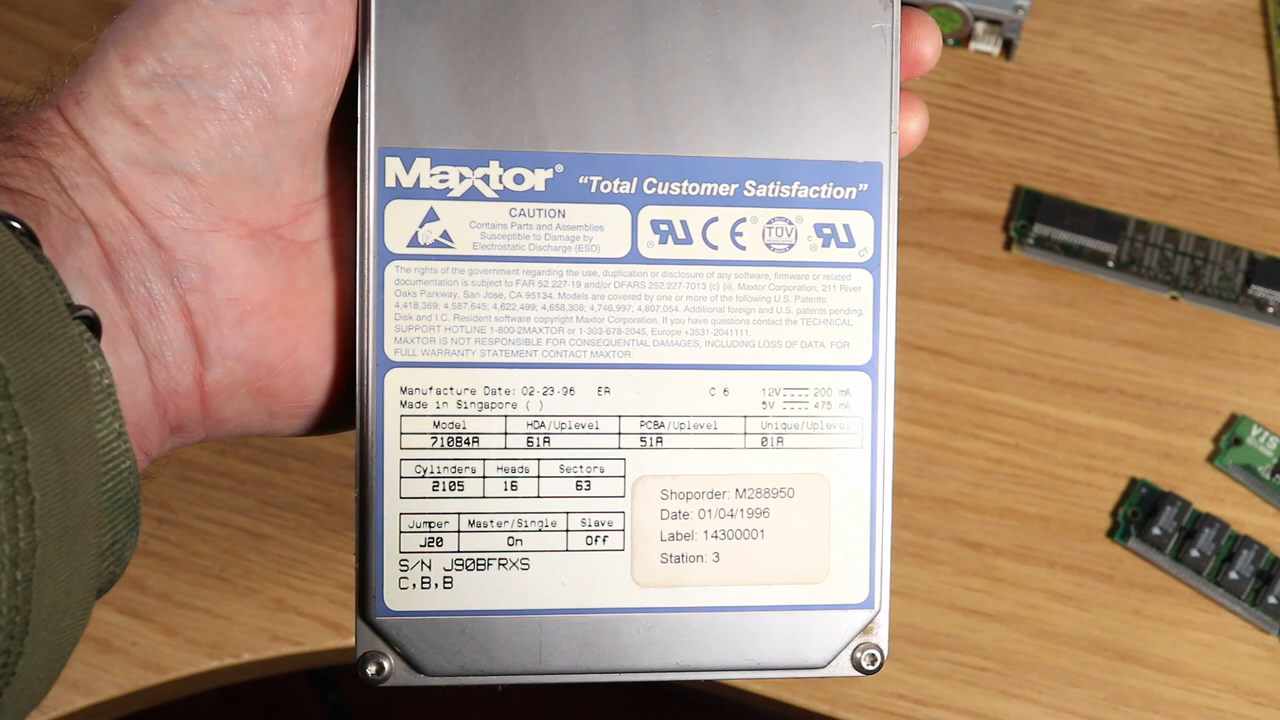 Maxtor® "Total Customer Satisfaction"
CAUTION
Contains Parts and Assemblies
Susceptible to Damage by
Electrostatic Discharge (ESD)
TÜV
The rights of the government regarding the use, duplication or disclosure of any software, firmware or related
documentation is subject to FAR 52.227-19 and/or DFARS 252.227-7013 (c) (ii). Maxtor Corporation, 211 River
Oaks Parkway, San Jose, CA 95134. Models are covered by one or more of the following U.S. Patents:
4,418,369; 4,587,645; 4,622,499; 4,658,308; 4,746,997; 4,807,054. Additional foreign and U.S. patents pending.
Disk and I.C. Resident software copyright Maxtor Corporation. If you have questions contact the TECHNICAL
SUPPORT HOTLINE 1-800-2MAXTOR or 1-303-678-2045, Europe +3531-2041111.
MAXTOR IS NOT RESPONSIBLE FOR CONSEQUENTIAL DAMAGES, INCLUDING LOSS OF DATA. FOR
FULL WARRANTY STATEMENT CONTACT MAXTOR.
Manufacture Date: 02-23-96 ER C 6 12V 200 mA
Made in Singapore ( ) 5V 475 mA
Model HDA/Uplevel PCBA/Uplevel Unique/Uplevel
71084A 61A 51A 01A
Cylinders Heads Sectors
2105 16 63
Jumper Master/Single Slave
J20 On Off
S/N J90BFRXS
C,B,B
Shoporder: M288950
Date: 01/04/1996
Label: 14300001
Station: 3
VIS